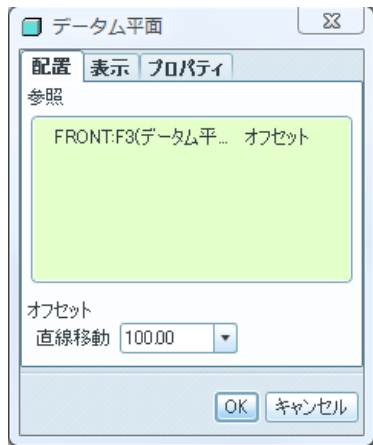 データム平面
配置 表示 プロパティ
参照
FRONT:F3(データム平... オフセット
オフセット
直線移動 100.00
OK キャンセル